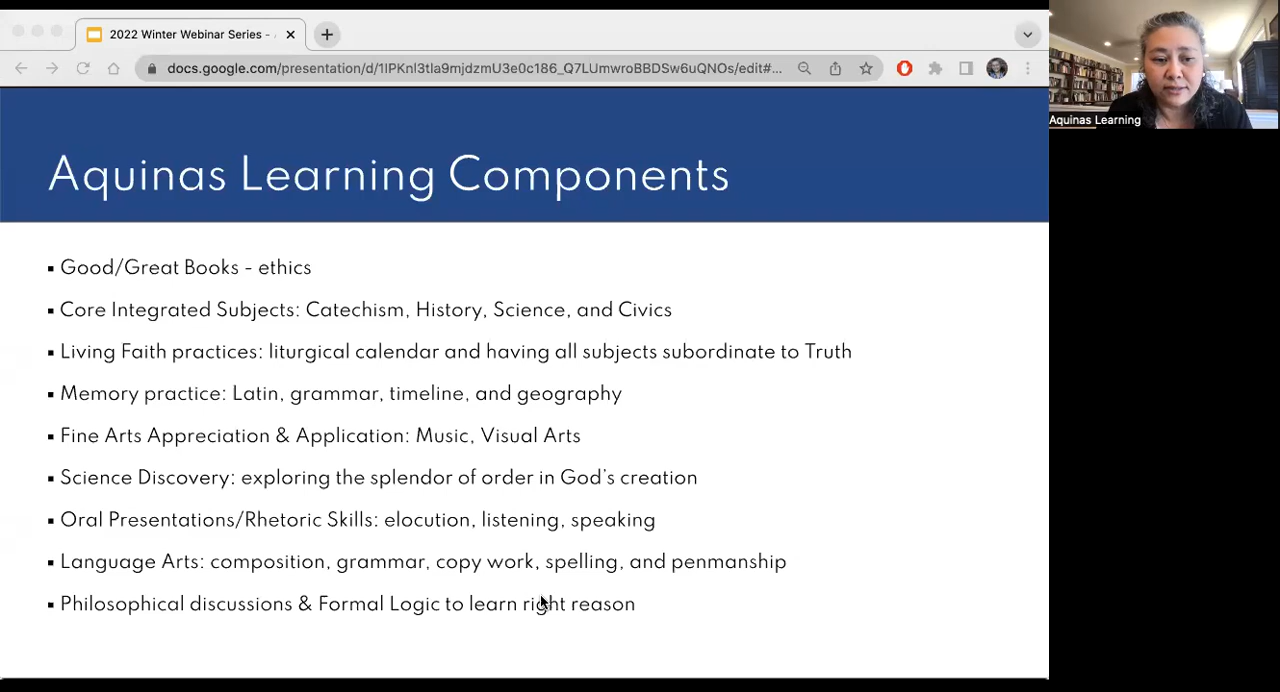 2022 Winter Webinar Series -
docs.google.com/presentation/d/1IPKnl3tla9mjdzmU3e0c186_Q7LUmwroBBDSw6uQNOs/edit#...
Aquinas Learning
Aquinas Learning Components
▪ Good/Great Books - ethics
▪ Core Integrated Subjects: Catechism, History, Science, and Civics
▪ Living Faith practices: liturgical calendar and having all subjects subordinate to Truth
▪ Memory practice: Latin, grammar, timeline, and geography
▪ Fine Arts Appreciation & Application: Music, Visual Arts
▪ Science Discovery: exploring the splendor of order in God's creation
▪ Oral Presentations/Rhetoric Skills: elocution, listening, speaking
▪ Language Arts: composition, grammar, copy work, spelling, and penmanship
▪ Philosophical discussions & Formal Logic to learn right reason